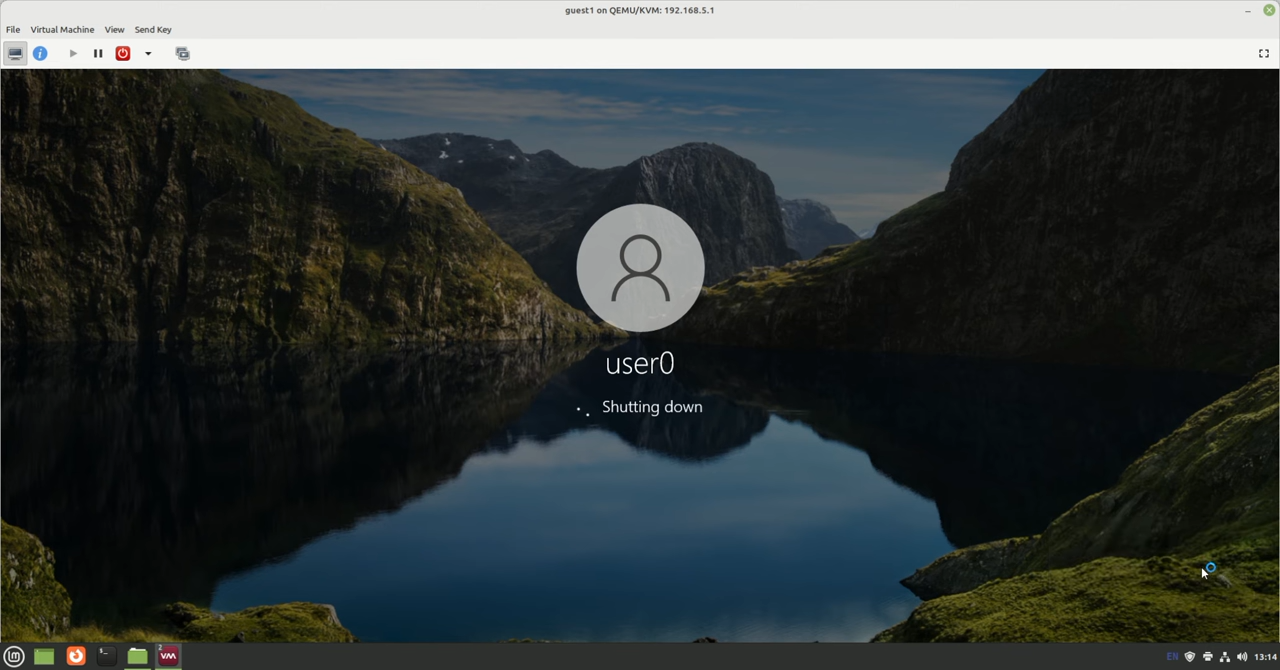 guest1 on QEMU/KVM: 192.168.5.1
File Virtual Machine View Send Key
user0
Shutting down
EN 13:14